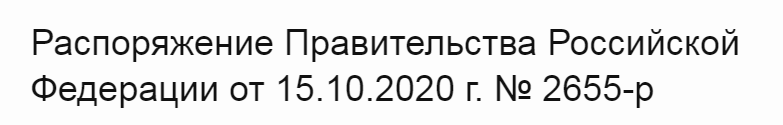 Распоряжение Правительства Российской
Федерации от 15.10.2020 г. № 2655-р